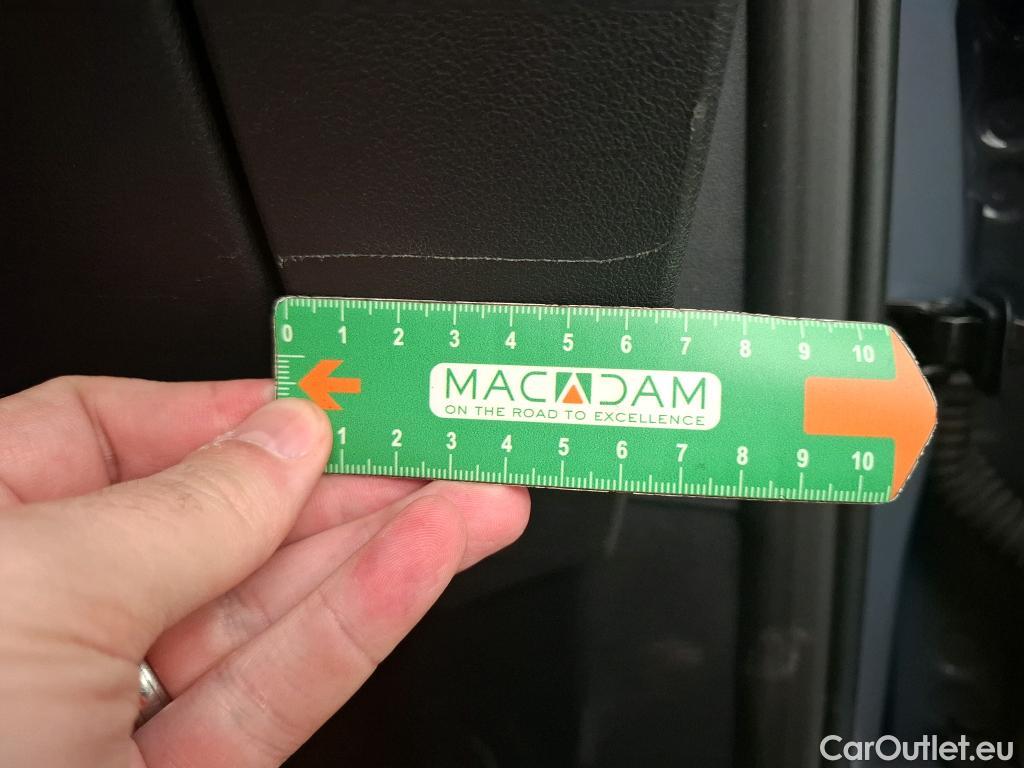 0 1 2 3 4 5 6 7 8 9 10
MACADAM
ON THE ROAD TO EXCELLENCE
1 2 3 4 5 6 7 8 9 10
CarOutlet.eu